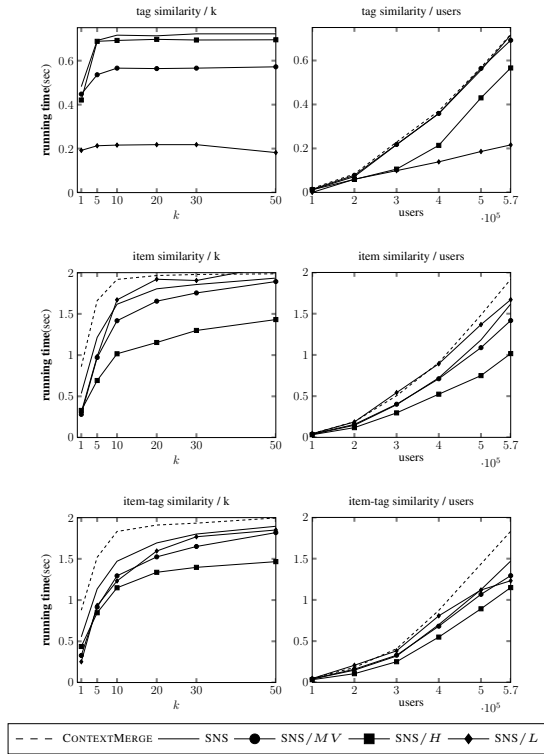 tag similarity / k
tag similarity / users
running time(sec)
0.6
0.4
0.2
0
1 5 10 20 30 50
k
0.6
0.4
0.2
0
1 2 3 4 5 5.7
users
·10⁵
item similarity / k
item similarity / users
running time(sec)
2
1.5
1
0.5
0
1 5 10 20 30 50
k
2
1.5
1
0.5
0
1 2 3 4 5 5.7
users
·10⁵
item-tag similarity / k
item-tag similarity / users
running time(sec)
2
1.5
1
0.5
0
1 5 10 20 30 50
k
2
1.5
1
0.5
0
1 2 3 4 5 5.7
users
·10⁵
CONTEXTMERGE SNS SNS/MV SNS/H SNS/L